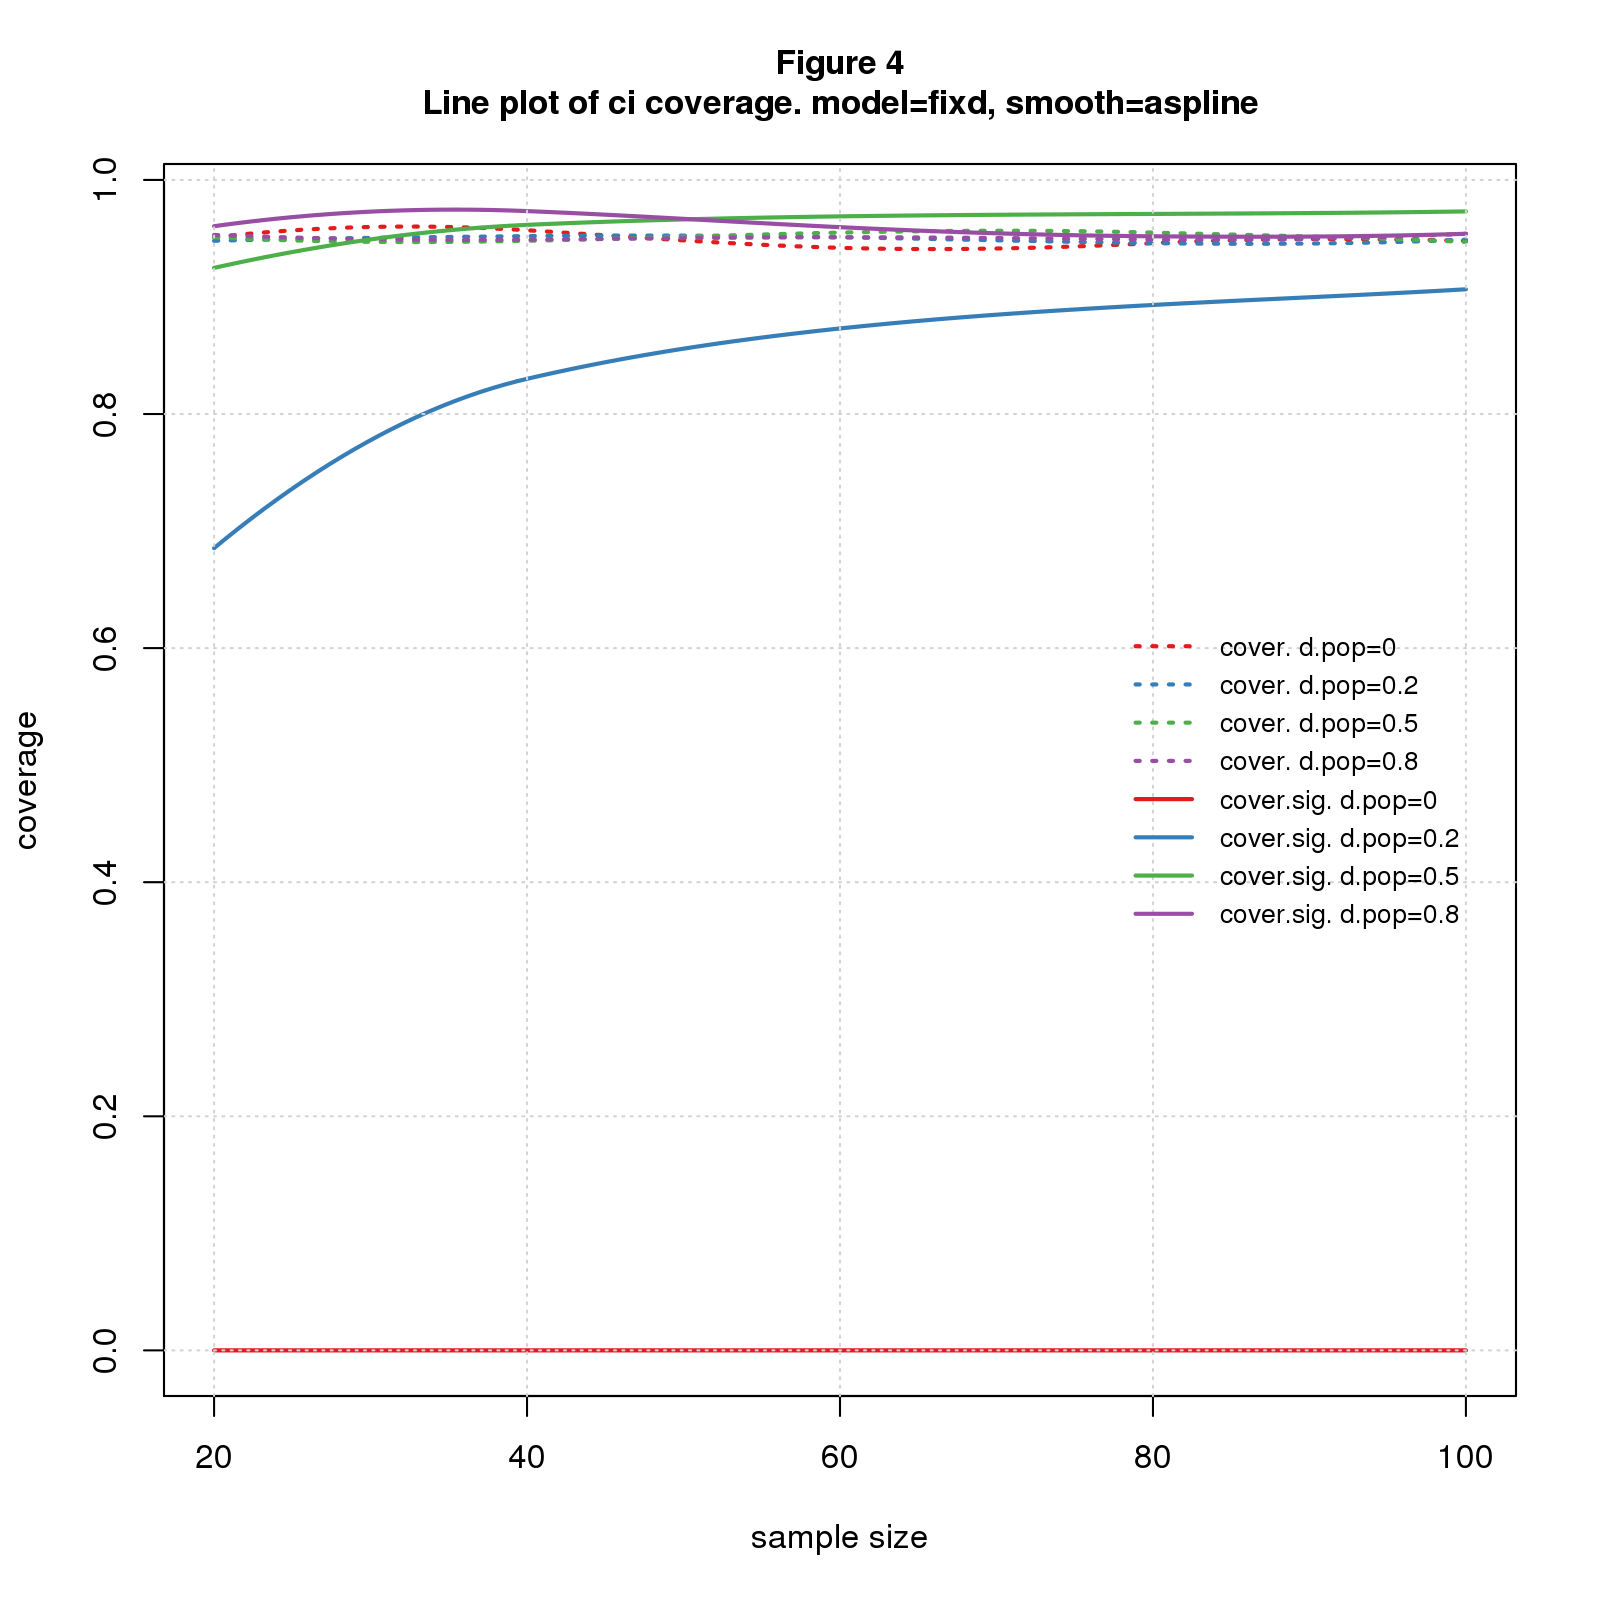 Figure 4
Line plot of ci coverage. model=fixd, smooth=aspline
coverage
1.0
0.8
0.6
0.4
0.2
0.0
cover. d.pop=0
cover. d.pop=0.2
cover. d.pop=0.5
cover. d.pop=0.8
cover.sig. d.pop=0
cover.sig. d.pop=0.2
cover.sig. d.pop=0.5
cover.sig. d.pop=0.8
20 40 60 80 100
sample size